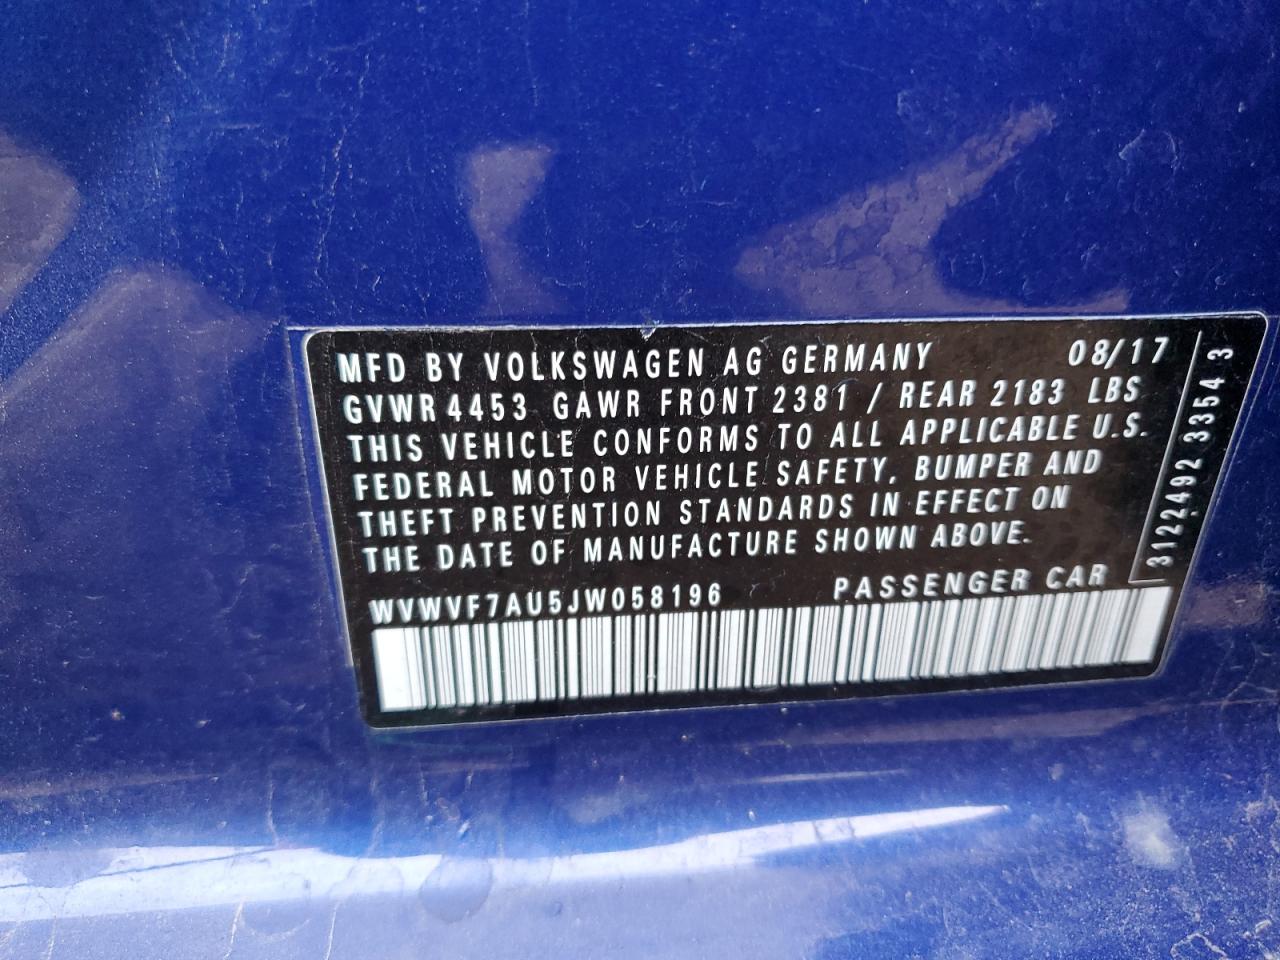 MFD BY VOLKSWAGEN AG GERMANY 08/17
GVWR 4453 GAWR FRONT 2381 / REAR 2183 LBS
THIS VEHICLE CONFORMS TO ALL APPLICABLE U.S.
FEDERAL MOTOR VEHICLE SAFETY, BUMPER AND
THEFT PREVENTION STANDARDS IN EFFECT ON
THE DATE OF MANUFACTURE SHOWN ABOVE.
WVWVF7AU5JW058196 PASSENGER CAR
3122492 3354 3